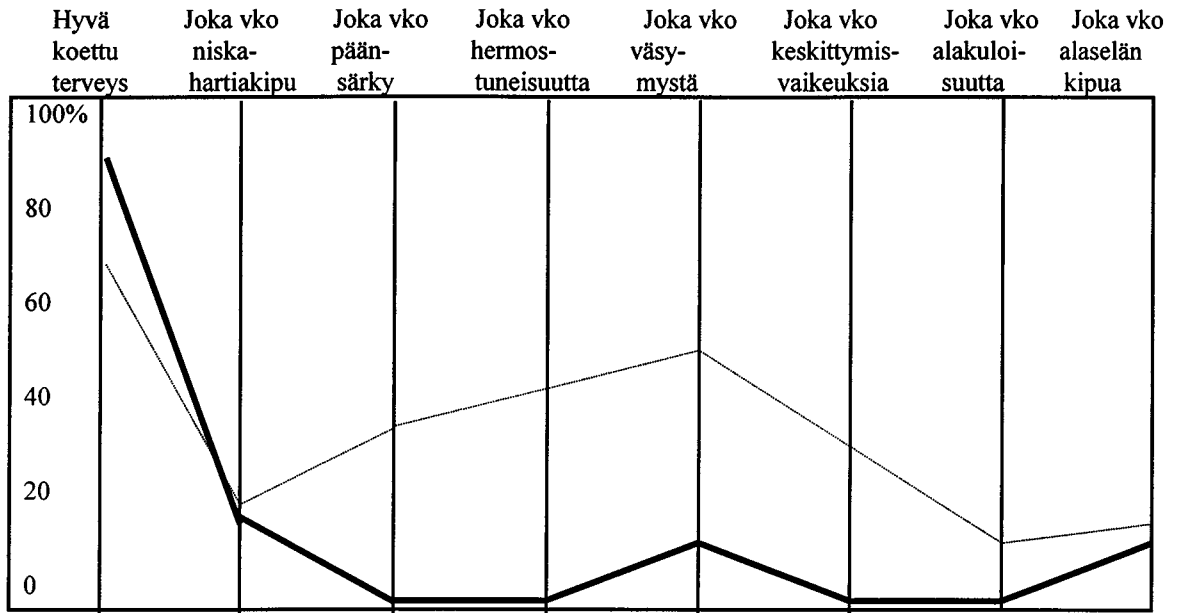 Hyvä Joka vko Joka vko Joka vko Joka vko Joka vko Joka vko Joka vko
koettu niska- pään- hermos- väsy- keskittymis- alakuloi- alaselän
terveys hartiakipu särky tuneisuutta mystä vaikeuksia suutta kipua
100%
80
60
40
20
0